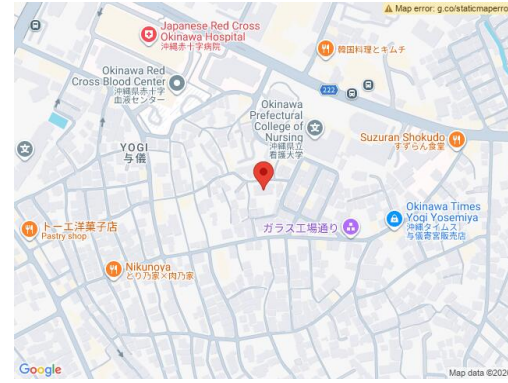 Map error: g.co/staticmaperro
Japanese Red Cross
Okinawa Hospital
沖縄赤十字病院
韓国料理とキムチ
Okinawa Red
Cross Blood Center
沖縄県赤十字
血液センター
222
Okinawa
Prefectural
College of
Nursing
沖縄県立
看護大学
Suzuran Shokudo
すずらん食堂
YOGI
与儀
トーエ洋菓子店
Pastry shop
ガラス工場通り
Okinawa Times
Yogi Yosemiya
沖縄タイムス
与儀寄宮販売店
Nikunoya
とり乃家×肉乃家
Google
Map data ©2026